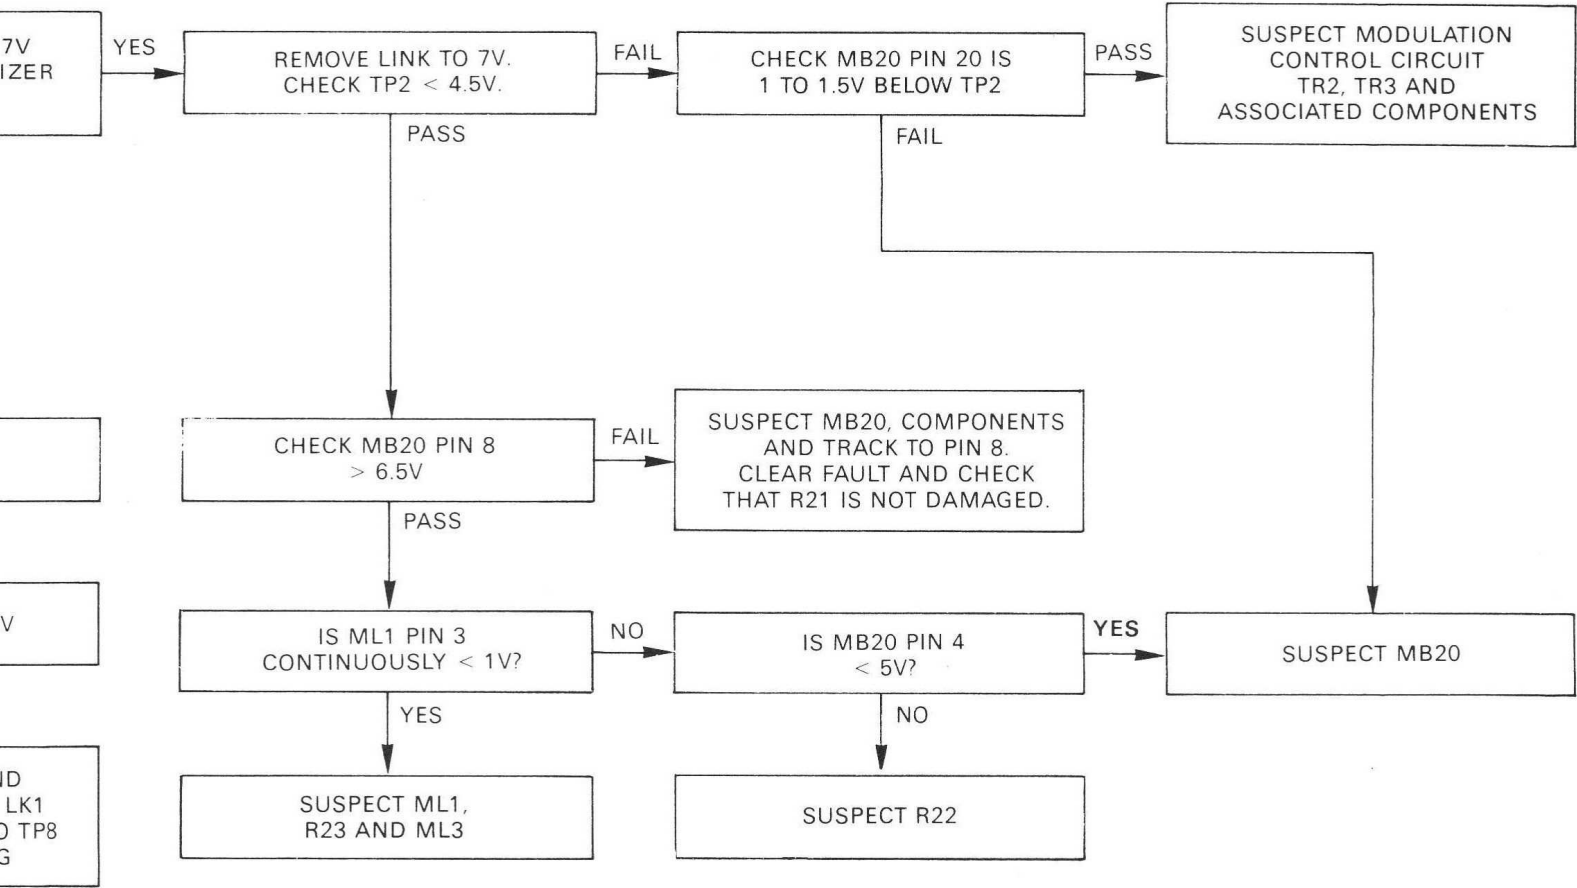 7V
IZER
YES
REMOVE LINK TO 7V.
CHECK TP2 < 4.5V.
FAIL
CHECK MB20 PIN 20 IS
1 TO 1.5V BELOW TP2
PASS
SUSPECT MODULATION
CONTROL CIRCUIT
TR2, TR3 AND
ASSOCIATED COMPONENTS
PASS
FAIL
CHECK MB20 PIN 8
> 6.5V
FAIL
SUSPECT MB20, COMPONENTS
AND TRACK TO PIN 8.
CLEAR FAULT AND CHECK
THAT R21 IS NOT DAMAGED.
PASS
V
IS ML1 PIN 3
CONTINUOUSLY < 1V?
NO
IS MB20 PIN 4
< 5V?
YES
SUSPECT MB20
YES
NO
ND
LK1
O TP8
G
SUSPECT ML1,
R23 AND ML3
SUSPECT R22